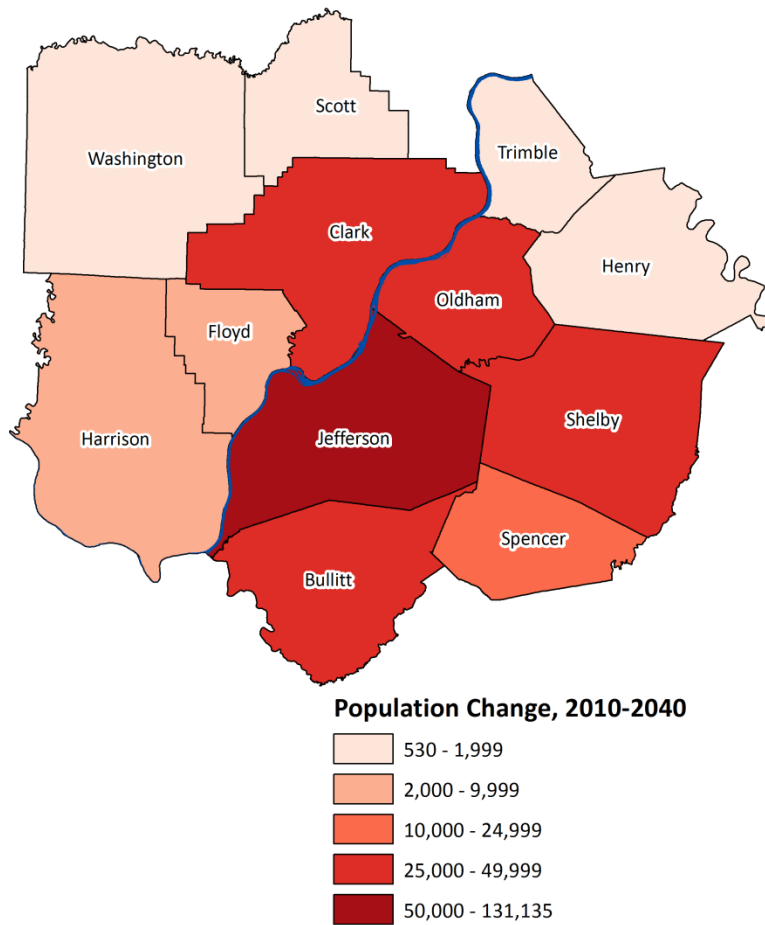 Scott
Washington
Trimble
Clark
Henry
Oldham
Floyd
Shelby
Harrison
Jefferson
Spencer
Bullitt
Population Change, 2010-2040
530 - 1,999
2,000 - 9,999
10,000 - 24,999
25,000 - 49,999
50,000 - 131,135